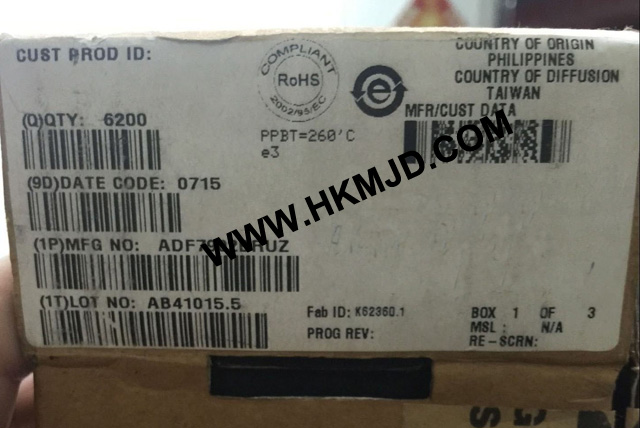 CUST PROD ID:
COMPLIANT
RoHS
2002/95/EC
e
COUNTRY OF ORIGIN
PHILIPPINES
COUNTRY OF DIFFUSION
TAIWAN
MFR/CUST DATA
(Q)QTY: 6200
PPBT=260'C
e3
(9D)DATE CODE: 0715
WWW.HKMJD.COM
(1P)MFG NO:
(1T)LOT NO: AB41015.5
Fab ID: K62360.1
PROG REV:
BOX 1 OF 3
MSL : N/A
RE-SCRN: